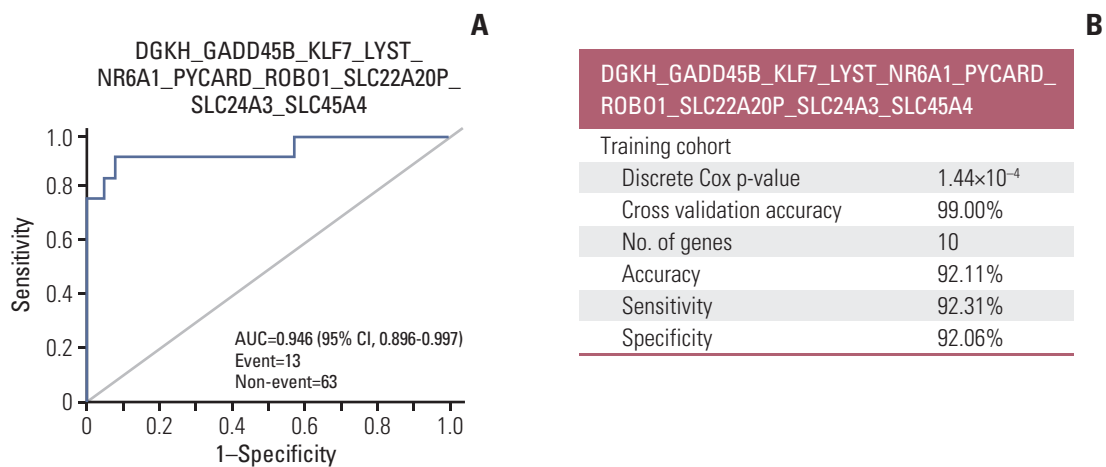 A
DGKH_GADD45B_KLF7_LYST_
NR6A1_PYCARD_ROBO1_SLC22A20P_
SLC24A3_SLC45A4
1.0
0.8
0.6
0.4
0.2
0
Sensitivity
AUC=0.946 (95% CI, 0.896-0.997)
Event=13
Non-event=63
0 0.2 0.4 0.6 0.8 1.0
1–Specificity
B
DGKH_GADD45B_KLF7_LYST_NR6A1_PYCARD_
ROBO1_SLC22A20P_SLC24A3_SLC45A4
Training cohort
Discrete Cox p-value 1.44×10⁻⁴
Cross validation accuracy 99.00%
No. of genes 10
Accuracy 92.11%
Sensitivity 92.31%
Specificity 92.06%